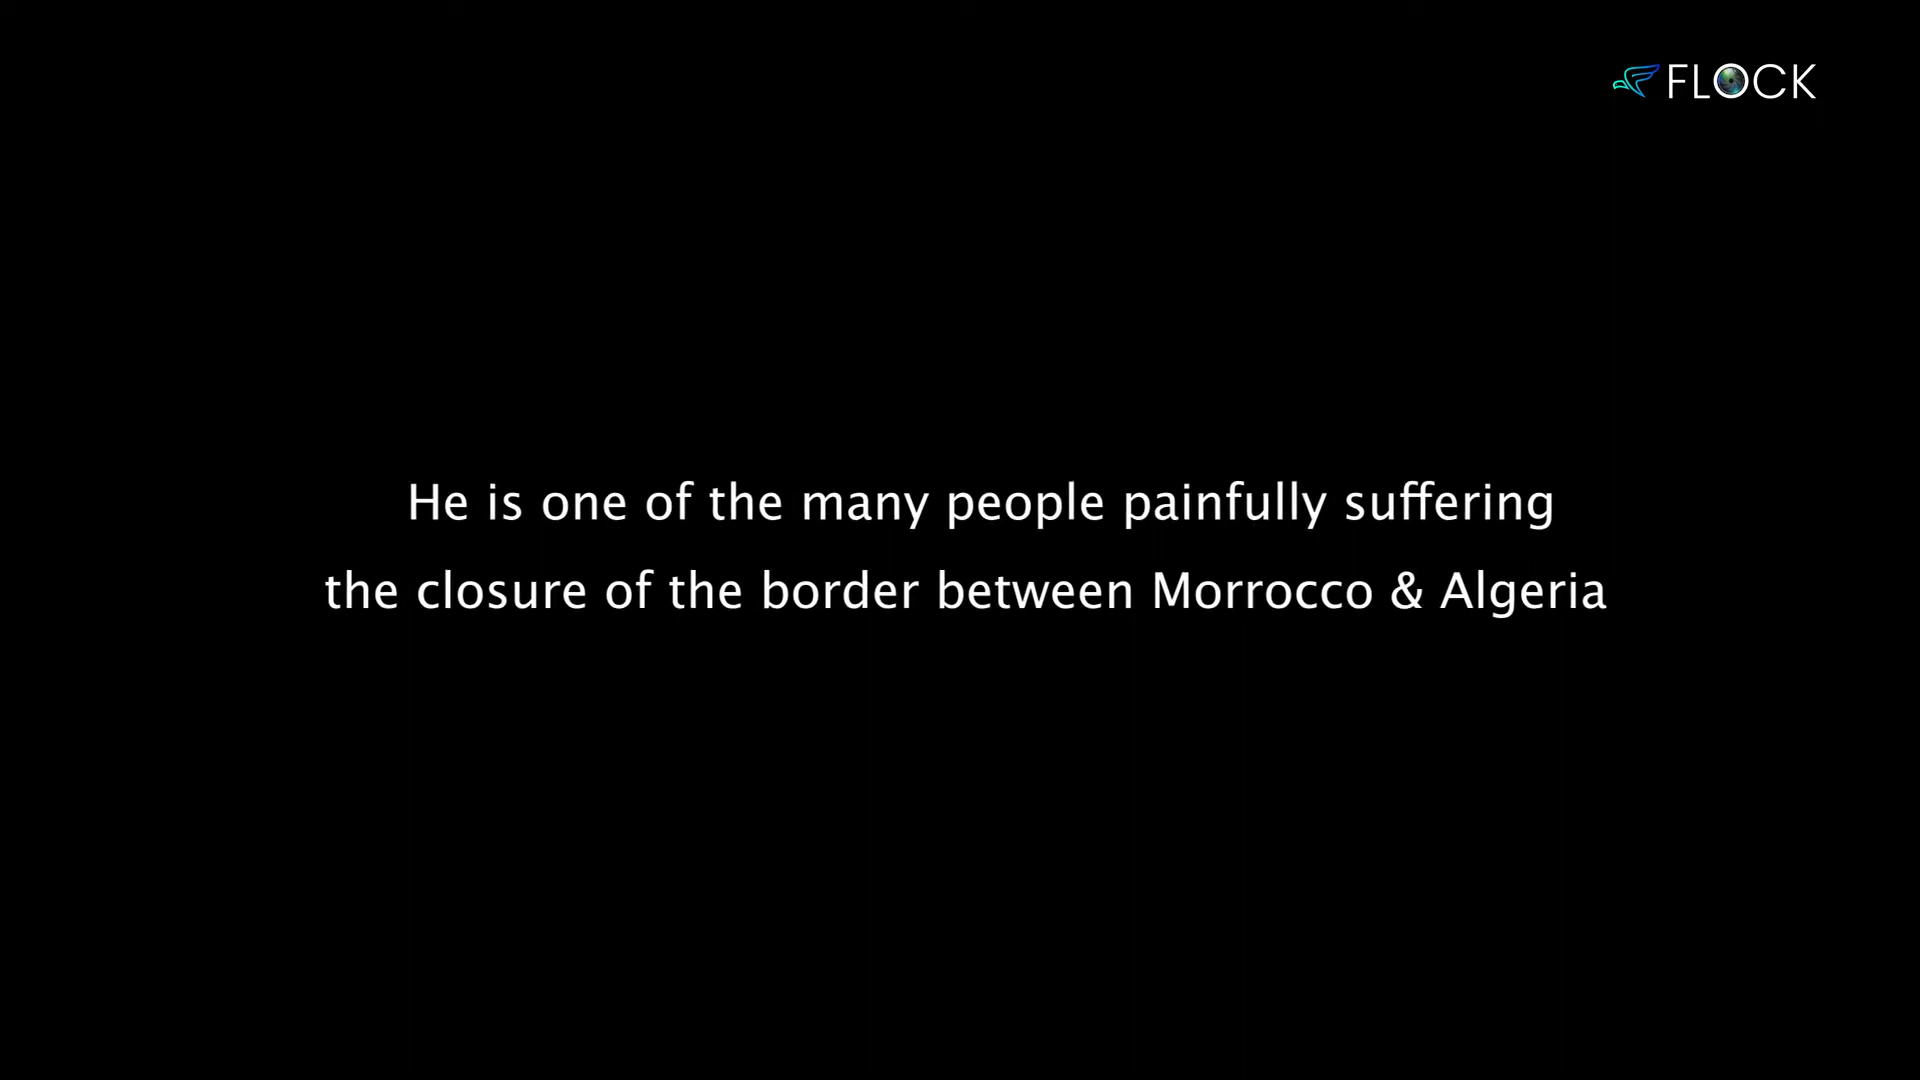 FLOCK
He is one of the many people painfully suffering
the closure of the border between Morrocco & Algeria